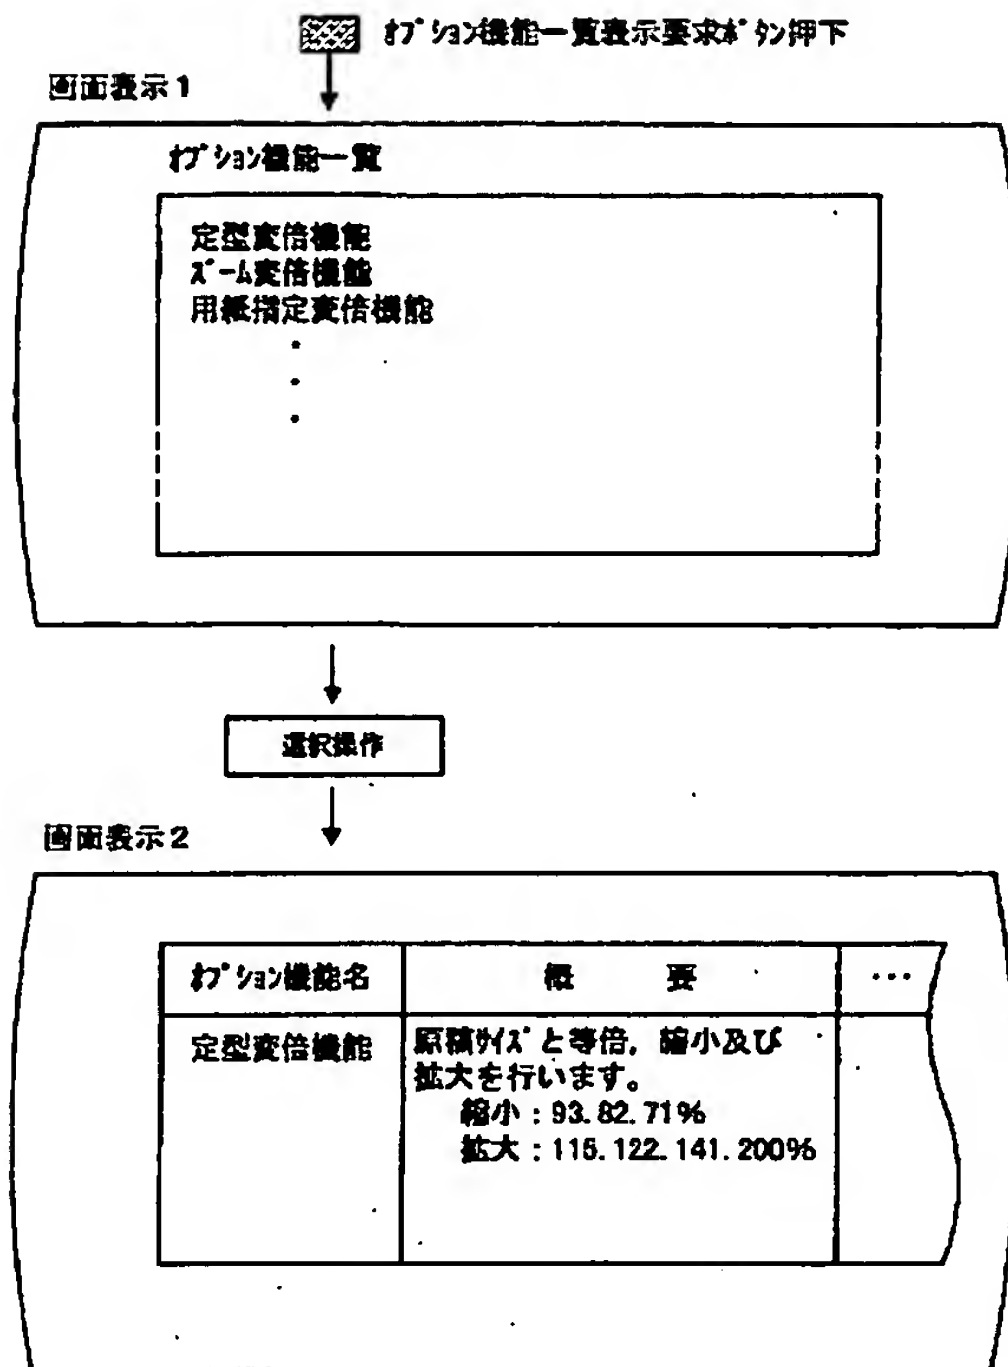 ｵﾌﾟｼｮﾝ機能一覧表示要求ﾎﾞﾀﾝ押下
画面表示1
ｵﾌﾟｼｮﾝ機能一覧
定型変倍機能
ｽﾞｰﾑ変倍機能
用紙指定変倍機能
・
・
・
選択操作
画面表示2
ｵﾌﾟｼｮﾝ機能名 概 要 ･･･
定型変倍機能 原稿ｻｲｽﾞと等倍, 縮小及び
拡大を行います。
縮小:93.82.71%
拡大:115.122.141.200%